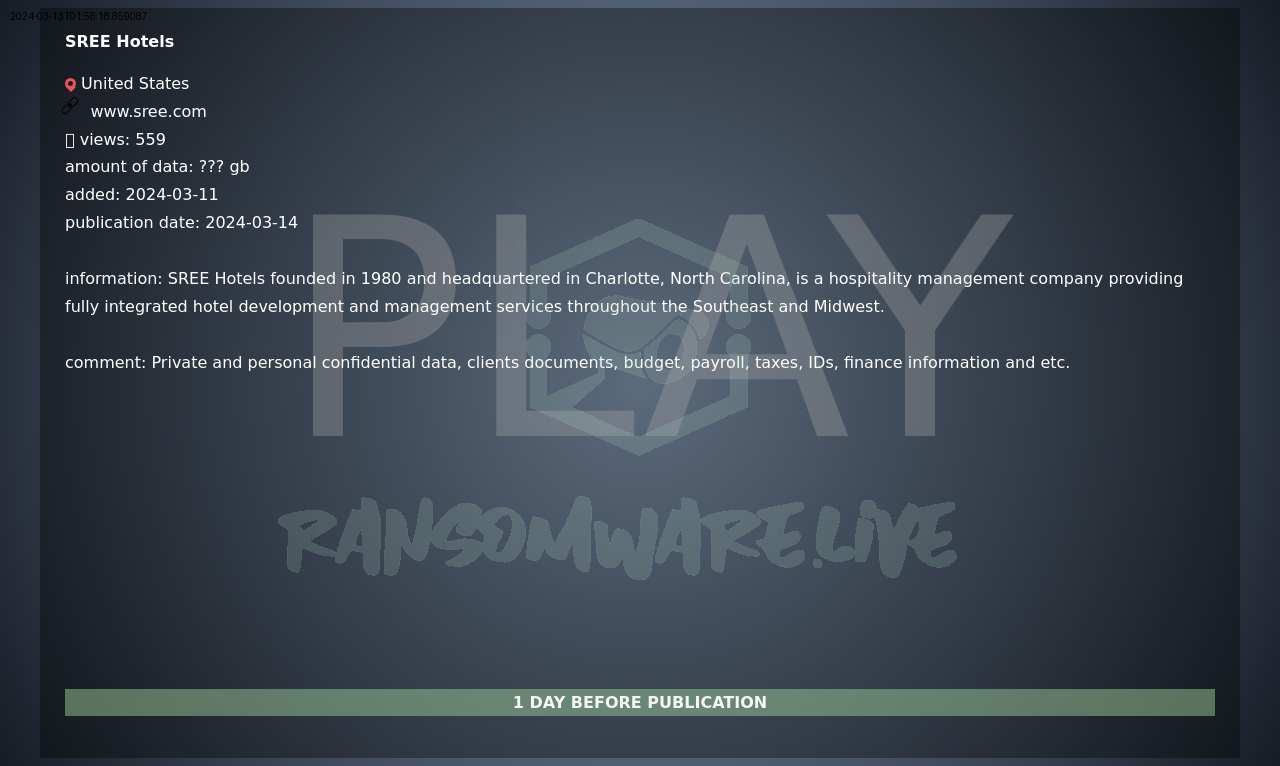 2024-03-13T01:58:18.859087
SREE Hotels
United States
www.sree.com
views: 559
amount of data: ??? gb
added: 2024-03-11
publication date: 2024-03-14
PLAY
information: SREE Hotels founded in 1980 and headquartered in Charlotte, North Carolina, is a hospitality management company providing
fully integrated hotel development and management services throughout the Southeast and Midwest.
comment: Private and personal confidential data, clients documents, budget, payroll, taxes, IDs, finance information and etc.
RANSOMWARE.LIVE
1 DAY BEFORE PUBLICATION